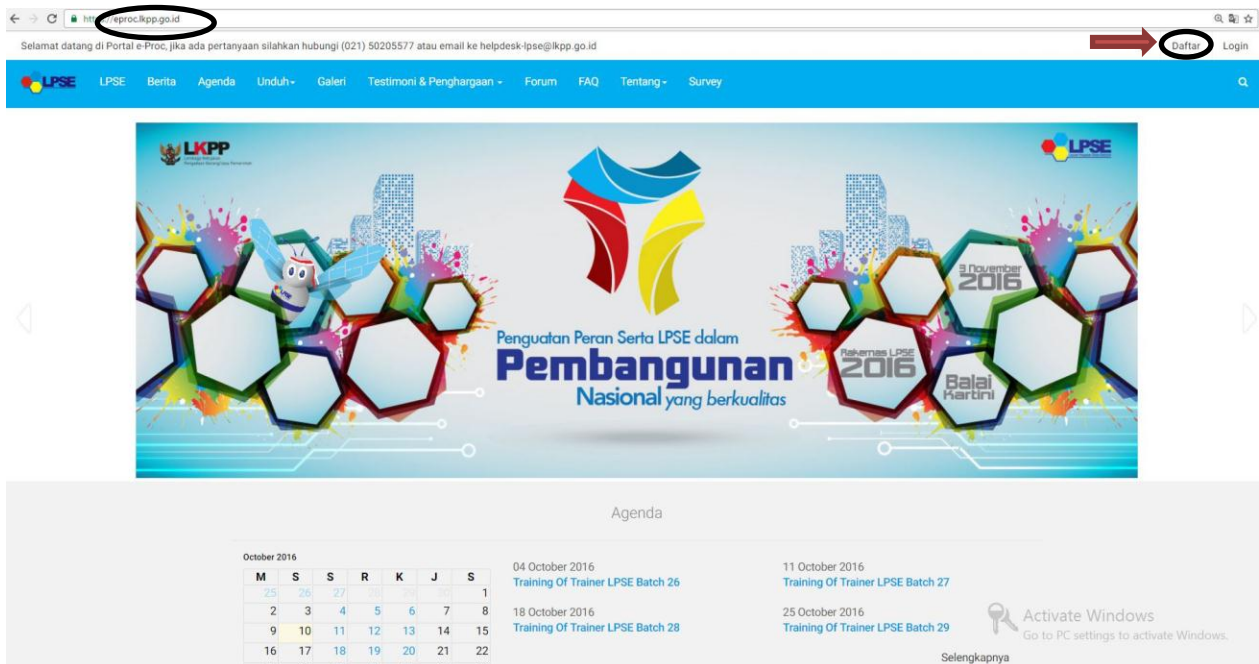 https://eproc.lkpp.go.id
Selamat datang di Portal e-Proc, jika ada pertanyaan silahkan hubungi (021) 50205577 atau email ke helpdesk-lpse@lkpp.go.id
Daftar Login
LPSE LPSE Berita Agenda Unduh Galeri Testimoni & Penghargaan Forum FAQ Tentang Survey
LKPP
LPSE
3 November
2016
Penguatan Peran Serta LPSE dalam
Pembangunan
Nasional yang berkualitas
Rakernas LPSE
2016
Balai
Kartini
Agenda
October 2016
M S S R K J S
25 26 27 28 29 30 1
2 3 4 5 6 7 8
9 10 11 12 13 14 15
16 17 18 19 20 21 22
04 October 2016
Training Of Trainer LPSE Batch 26
11 October 2016
Training Of Trainer LPSE Batch 27
18 October 2016
Training Of Trainer LPSE Batch 28
25 October 2016
Training Of Trainer LPSE Batch 29
Selengkapnya
Activate Windows
Go to PC settings to activate Windows.